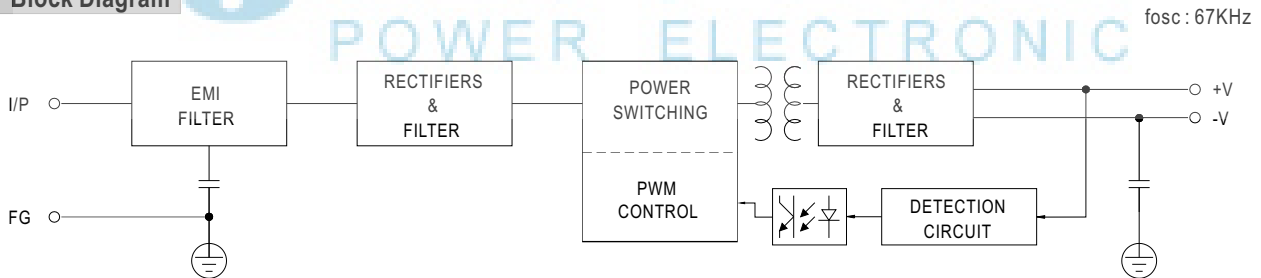 Block Diagram
fosc : 67KHz
POWER ELECTRONIC
I/P
EMI
FILTER
RECTIFIERS
&
FILTER
POWER
SWITCHING
RECTIFIERS
&
FILTER
+V
-V
PWM
CONTROL
DETECTION
CIRCUIT
FG